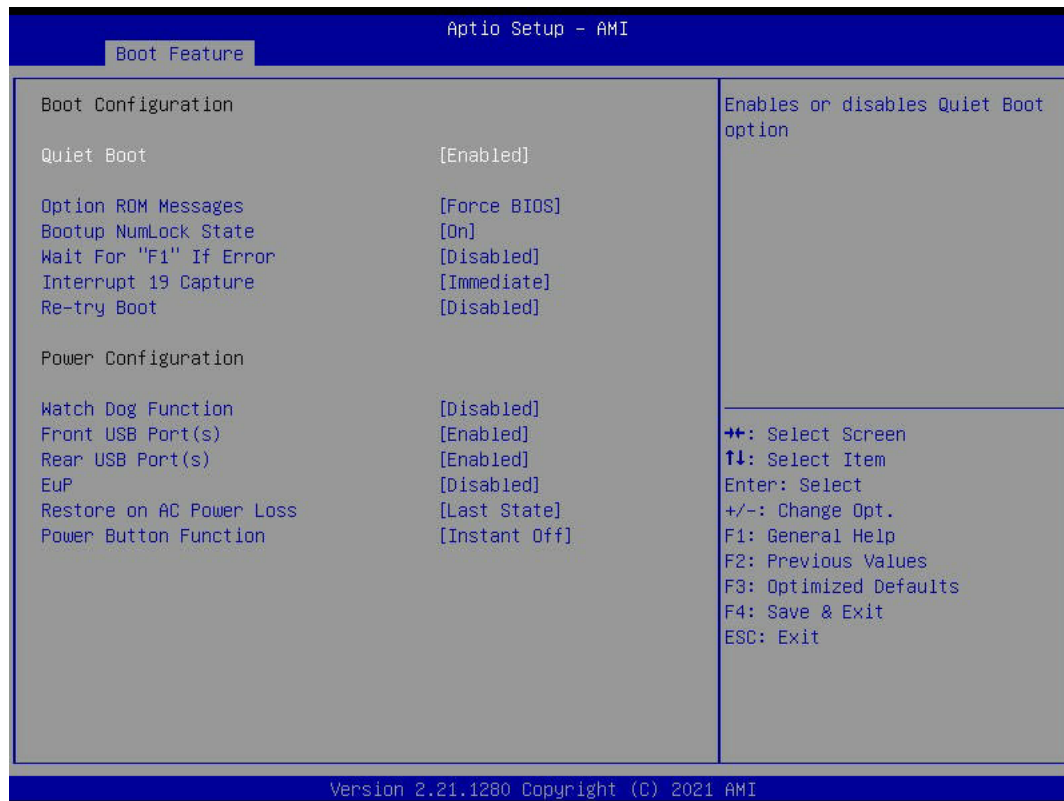 Aptio Setup - AMI
Boot Feature
Boot Configuration
Quiet Boot [Enabled]
Option ROM Messages [Force BIOS]
Bootup NumLock State [On]
Wait For "F1" If Error [Disabled]
Interrupt 19 Capture [Immediate]
Re-try Boot [Disabled]
Power Configuration
Watch Dog Function [Disabled]
Front USB Port(s) [Enabled]
Rear USB Port(s) [Enabled]
EuP [Disabled]
Restore on AC Power Loss [Last State]
Power Button Function [Instant Off]
Enables or disables Quiet Boot
option
→←: Select Screen
↑↓: Select Item
Enter: Select
+/-: Change Opt.
F1: General Help
F2: Previous Values
F3: Optimized Defaults
F4: Save & Exit
ESC: Exit
Version 2.21.1280 Copyright (C) 2021 AMI